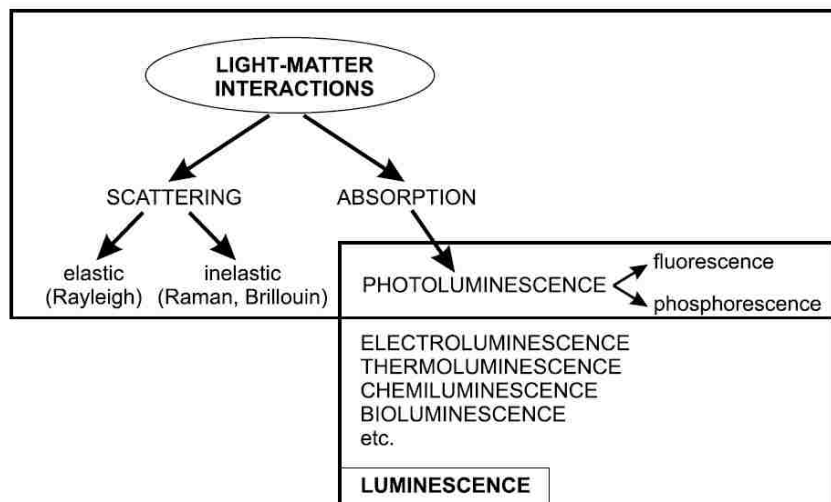 LIGHT-MATTER
INTERACTIONS
SCATTERING
ABSORPTION
elastic
(Rayleigh)
inelastic
(Raman, Brillouin)
PHOTOLUMINESCENCE
fluorescence
phosphorescence
ELECTROLUMINESCENCE
THERMOLUMINESCENCE
CHEMILUMINESCENCE
BIOLUMINESCENCE
etc.
LUMINESCENCE